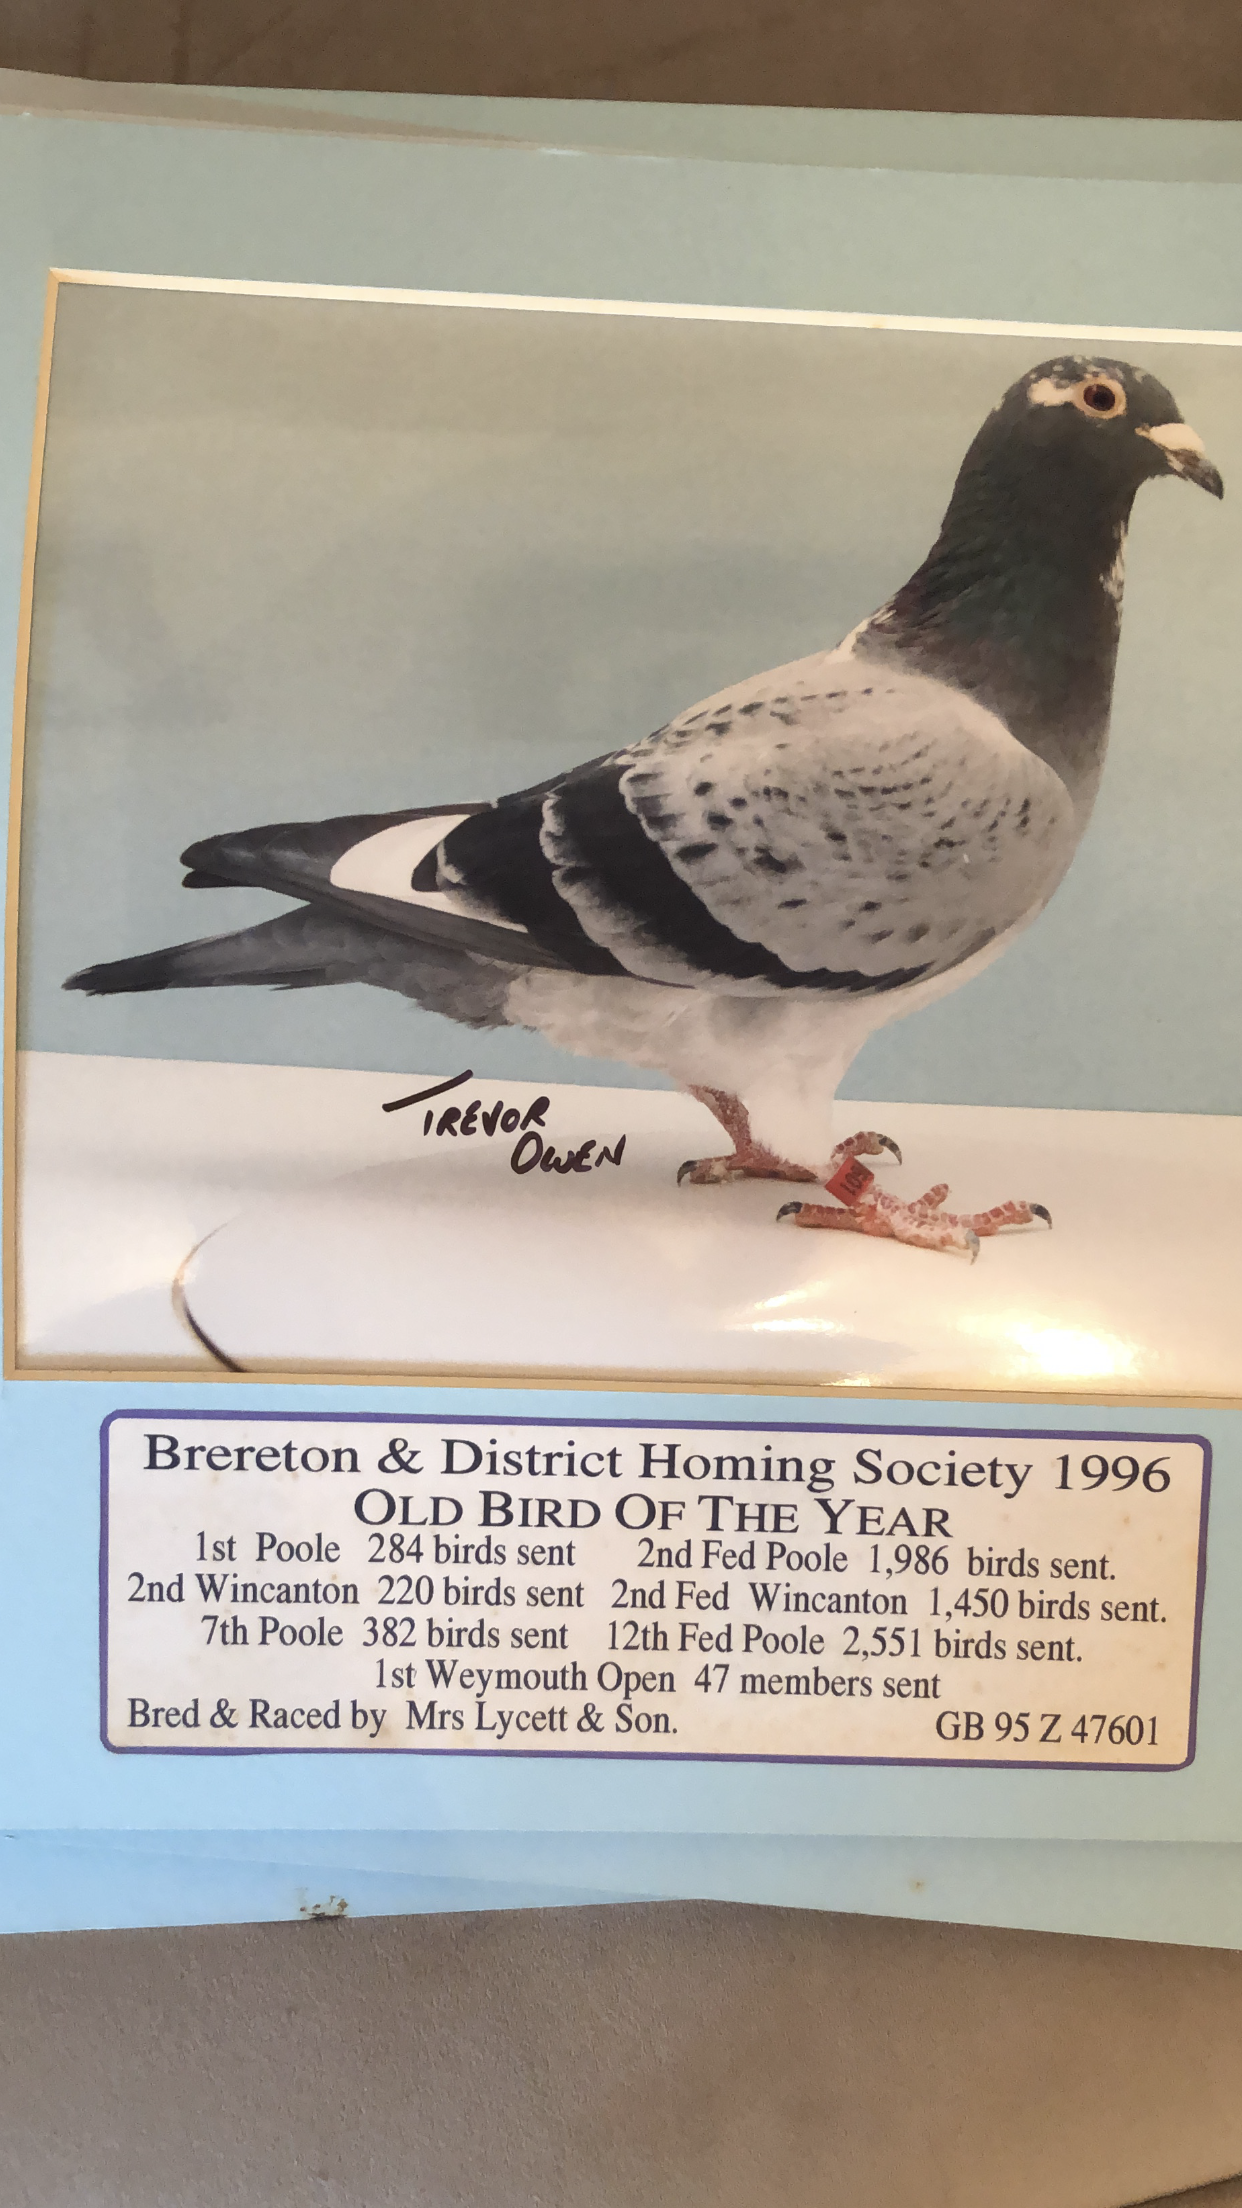 TREVOR
OWEN
Brereton & District Homing Society 1996
OLD BIRD OF THE YEAR
1st Poole 284 birds sent 2nd Fed Poole 1,986 birds sent.
2nd Wincanton 220 birds sent 2nd Fed Wincanton 1,450 birds sent.
7th Poole 382 birds sent 12th Fed Poole 2,551 birds sent.
1st Weymouth Open 47 members sent
Bred & Raced by Mrs Lycett & Son. GB 95 Z 47601